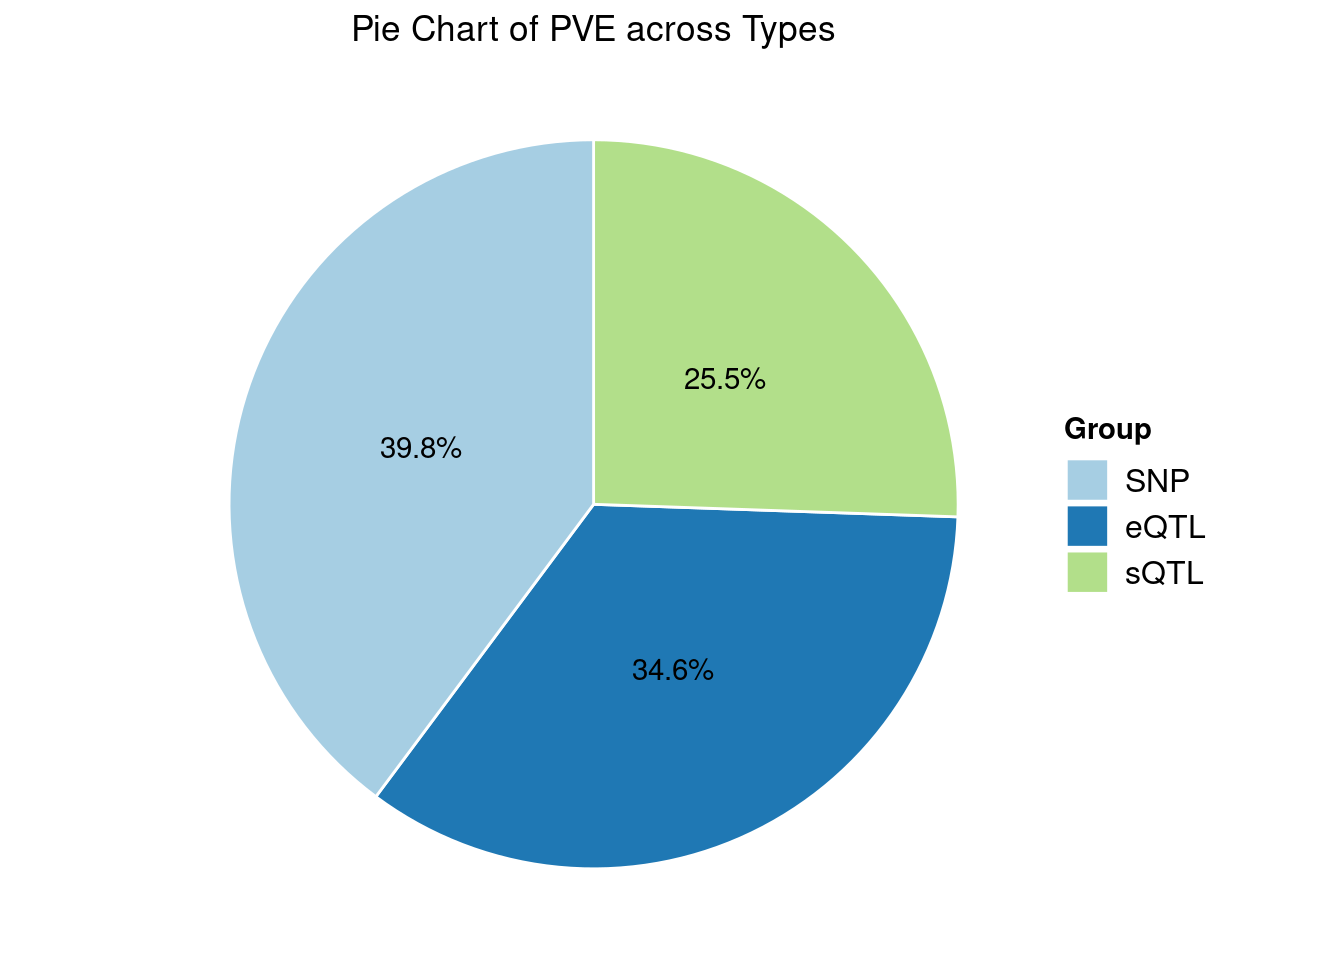 Pie Chart of PVE across Types
25.5%
39.8%
34.6%
Group
SNP
eQTL
sQTL